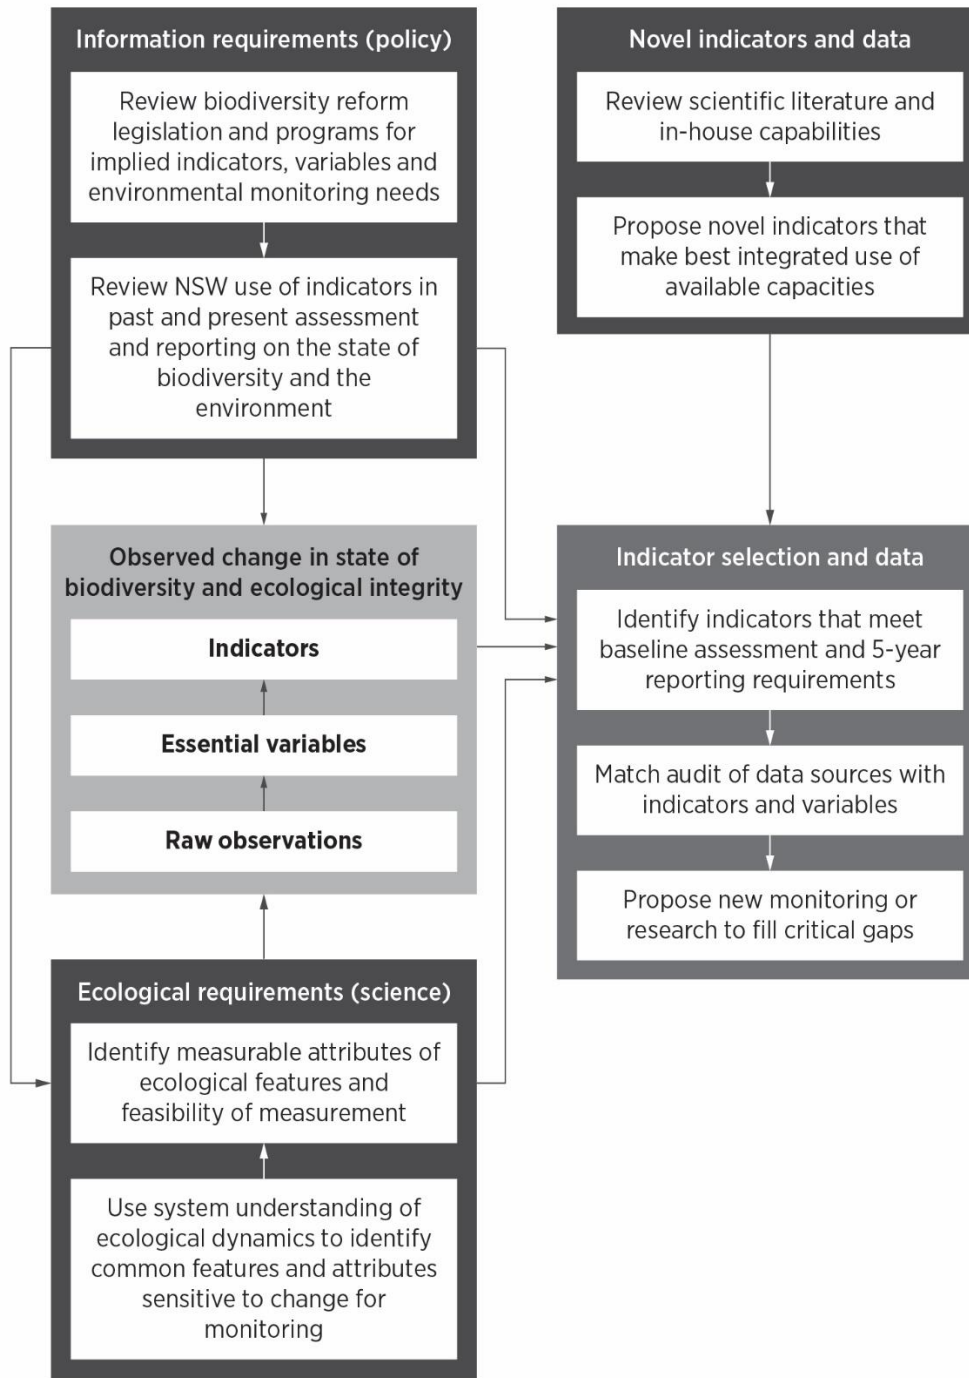 Information requirements (policy)
Review biodiversity reform
legislation and programs for
implied indicators, variables and
environmental monitoring needs
Review NSW use of indicators in
past and present assessment
and reporting on the state of
biodiversity and the
environment
Novel indicators and data
Review scientific literature and
in-house capabilities
Propose novel indicators that
make best integrated use of
available capacities
Observed change in state of
biodiversity and ecological integrity
Indicators
Essential variables
Raw observations
Indicator selection and data
Identify indicators that meet
baseline assessment and 5-year
reporting requirements
Match audit of data sources with
indicators and variables
Propose new monitoring or
research to fill critical gaps
Ecological requirements (science)
Identify measurable attributes of
ecological features and
feasibility of measurement
Use system understanding of
ecological dynamics to identify
common features and attributes
sensitive to change for
monitoring